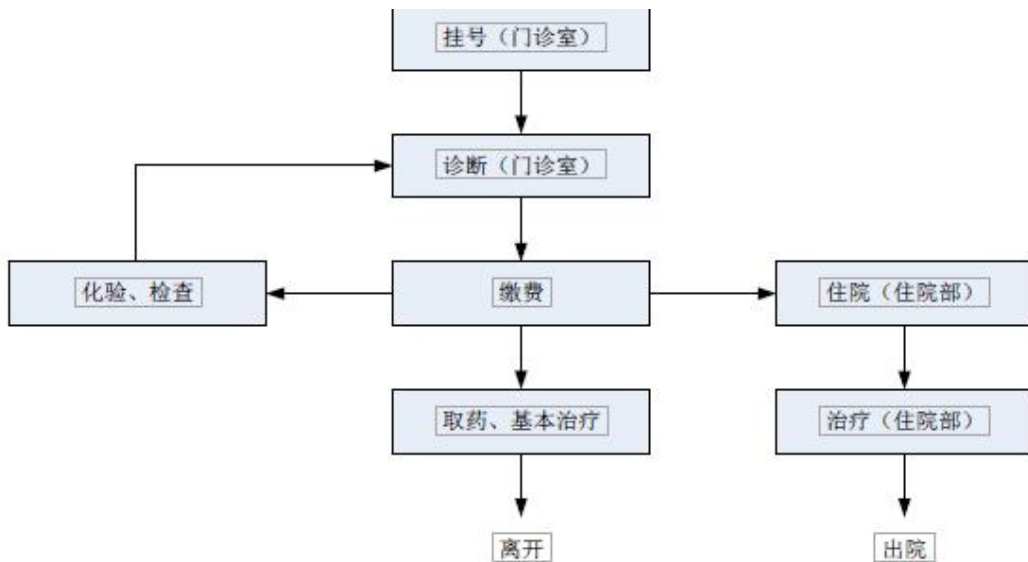 挂号（门诊室）
诊断（门诊室）
化验、检查
缴费
住院（住院部）
取药、基本治疗
治疗（住院部）
离开
出院